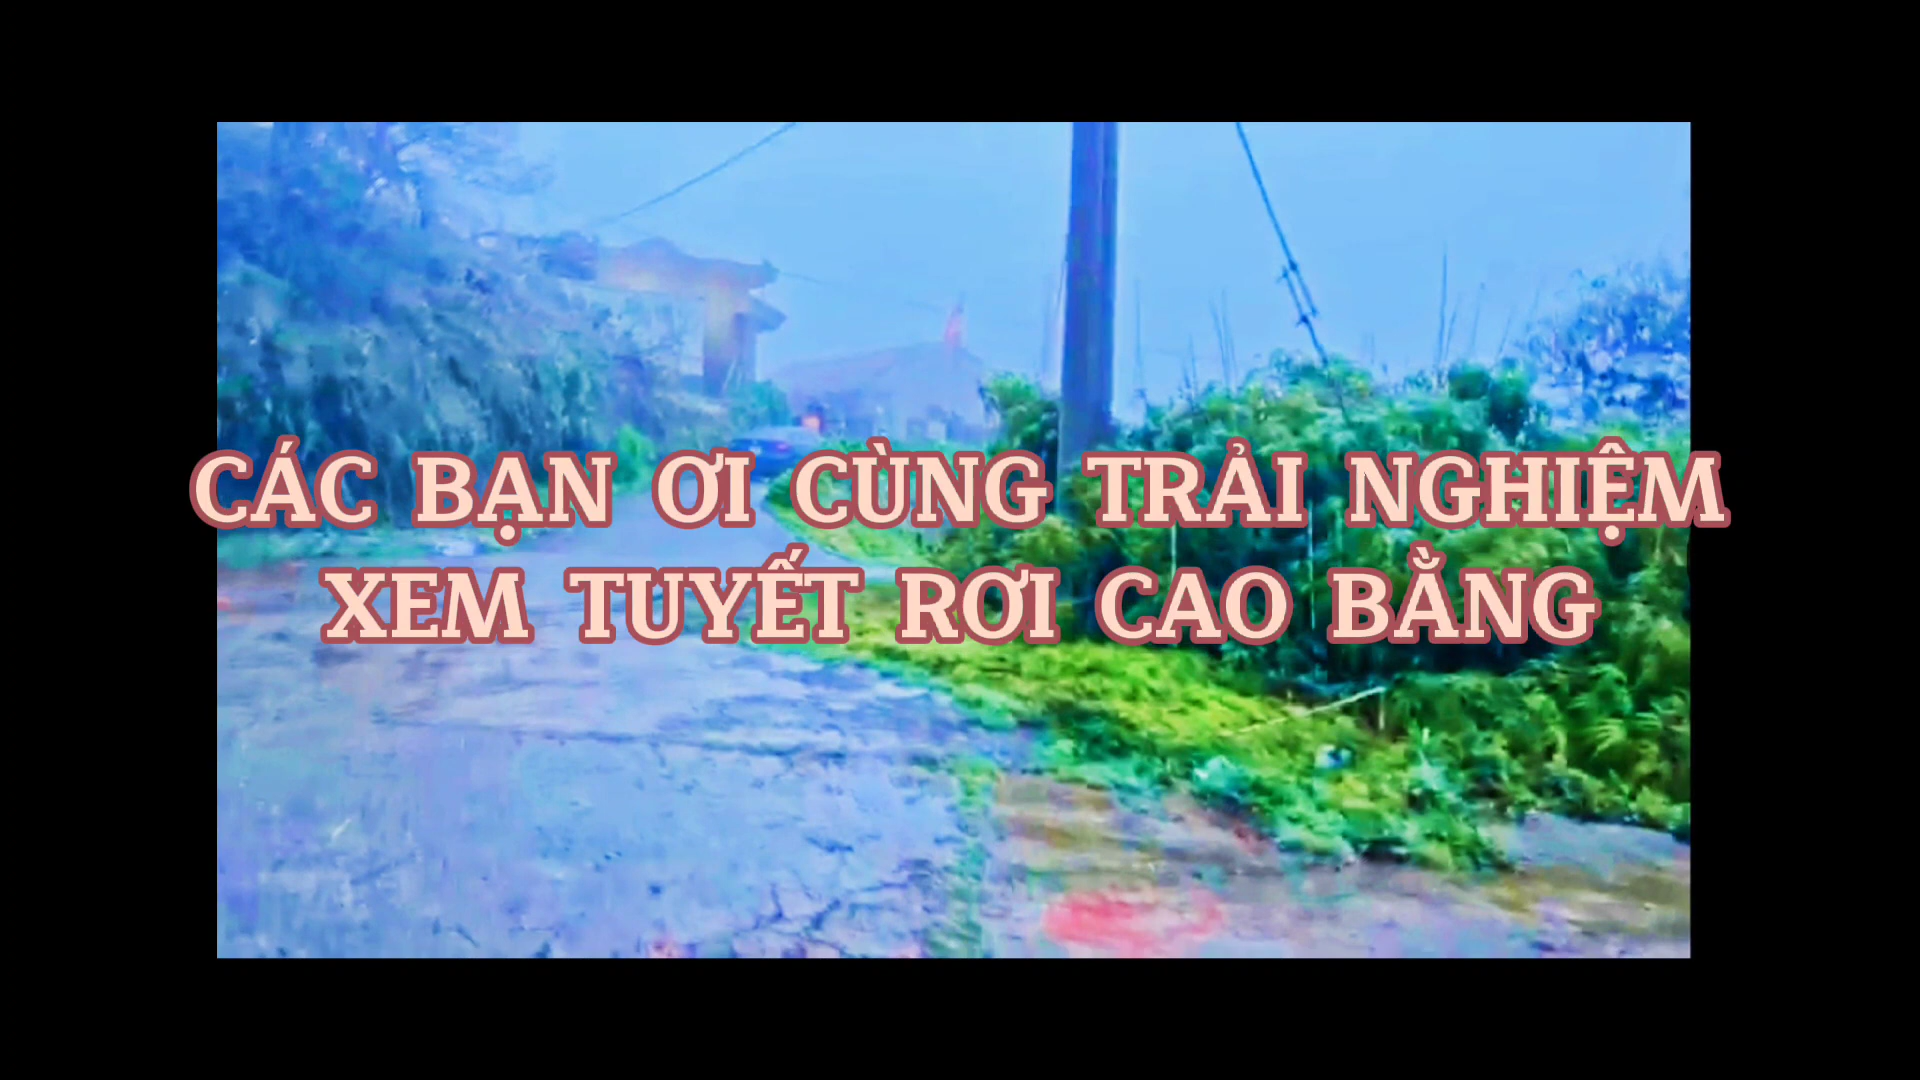 CÁC BẠN ƠI CÙNG TRẢI NGHIỆM
XEM TUYẾT RƠI CAO BẰNG